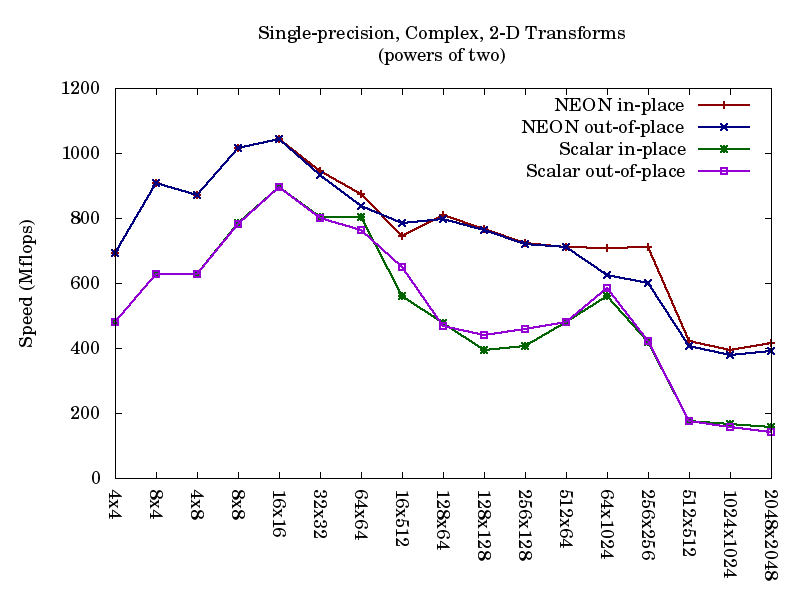 Single-precision, Complex, 2-D Transforms
(powers of two)
NEON in-place
NEON out-of-place
Scalar in-place
Scalar out-of-place
Speed (Mflops)
1200
1000
800
600
400
200
0
4x4
8x4
4x8
8x8
16x16
32x32
64x64
16x512
128x64
128x128
256x128
512x64
64x1024
256x256
512x512
1024x1024
2048x2048